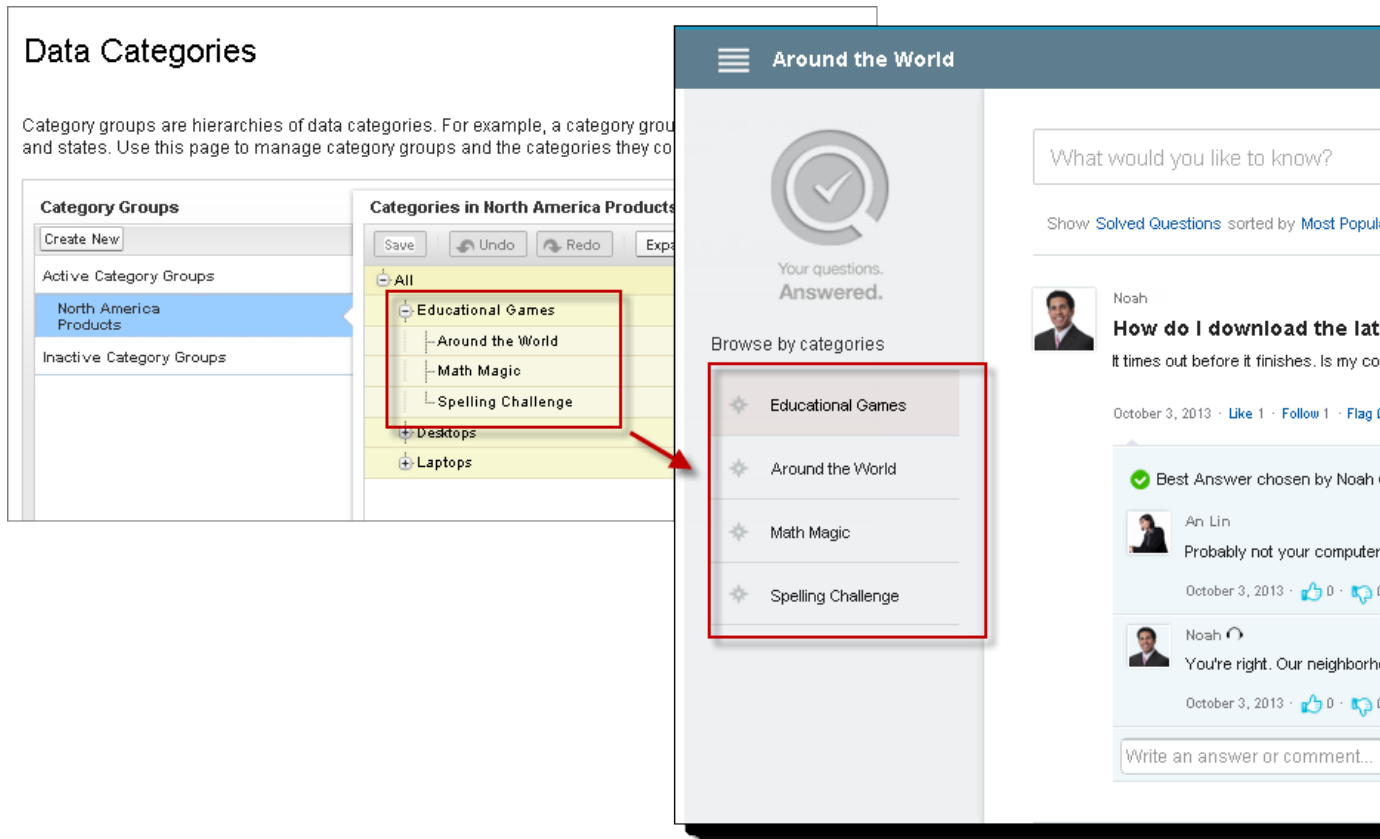 Data Categories
Category groups are hierarchies of data categories. For example, a category grou
and states. Use this page to manage category groups and the categories they co
Category Groups
Create New
Active Category Groups
North America
Products
Inactive Category Groups
Categories in North America Products
Save Undo Redo Expa
All
Educational Games
Around the World
Math Magic
Spelling Challenge
Desktops
Laptops
Around the World
Your questions.
Answered.
Browse by categories
Educational Games
Around the World
Math Magic
Spelling Challenge
What would you like to know?
Show Solved Questions sorted by Most Popul
Noah
How do I download the lat
It times out before it finishes. Is my co
October 3, 2013 · Like 1 · Follow 1 · Flag
Best Answer chosen by Noah
An Lin
Probably not your computer
October 3, 2013 · 0 · 0
Noah
You're right. Our neighborh
October 3, 2013 · 0 · 0
Write an answer or comment...